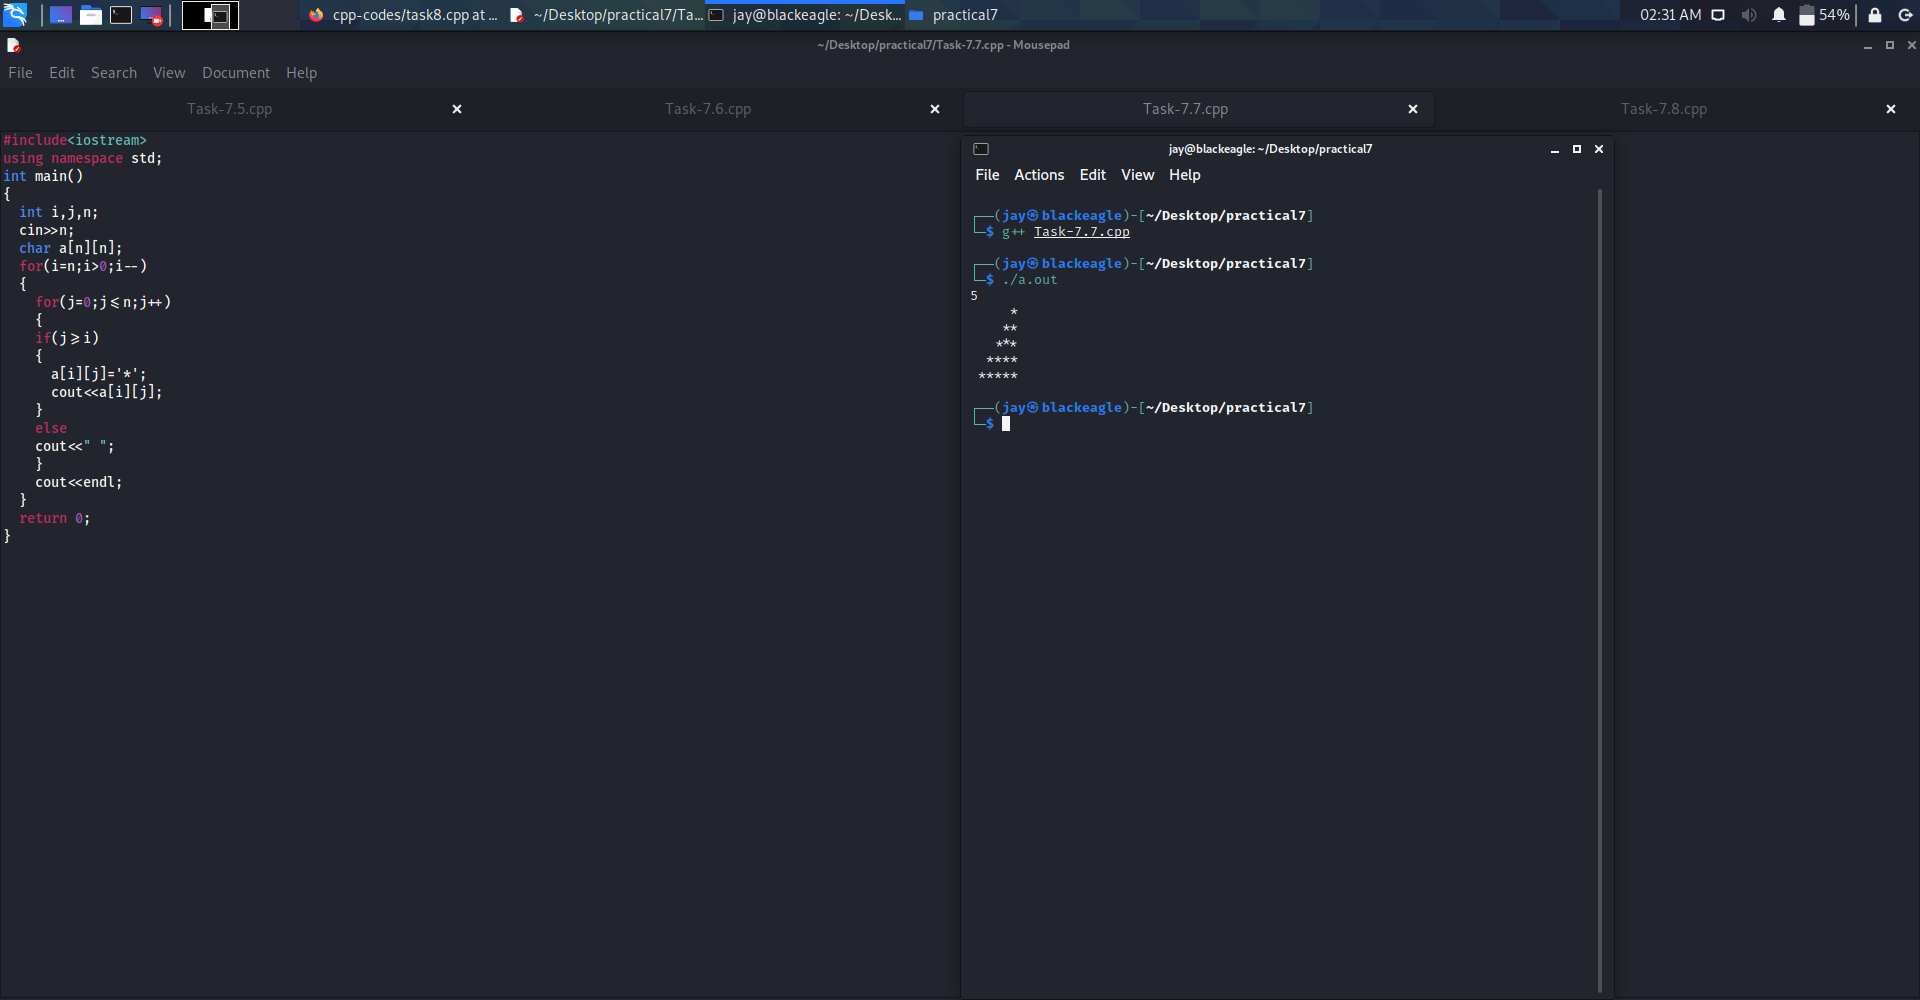 cpp-codes/task8.cpp at ... ~/Desktop/practical7/Ta... jay@blackeagle: ~/Desk... practical7 02:31 AM 54%
~/Desktop/practical7/Task-7.7.cpp - Mousepad
File Edit Search View Document Help
Task-7.5.cpp Task-7.6.cpp Task-7.7.cpp Task-7.8.cpp
#include<iostream>
using namespace std;
int main()
{
  int i,j,n;
  cin>>n;
  char a[n][n];
  for(i=n;i>0;i--)
  {
    for(j=0;j<=n;j++)
    {
    if(j>=i)
    {
      a[i][j]='*';
      cout<<a[i][j];
    }
    else
    cout<<" ";
    }
    cout<<endl;
  }
  return 0;
}
jay@blackeagle: ~/Desktop/practical7
File Actions Edit View Help
┌──(jay㉿blackeagle)-[~/Desktop/practical7]
└─$ g++ Task-7.7.cpp
┌──(jay㉿blackeagle)-[~/Desktop/practical7]
└─$ ./a.out
5
     *
    **
   ***
  ****
 *****
┌──(jay㉿blackeagle)-[~/Desktop/practical7]
└─$